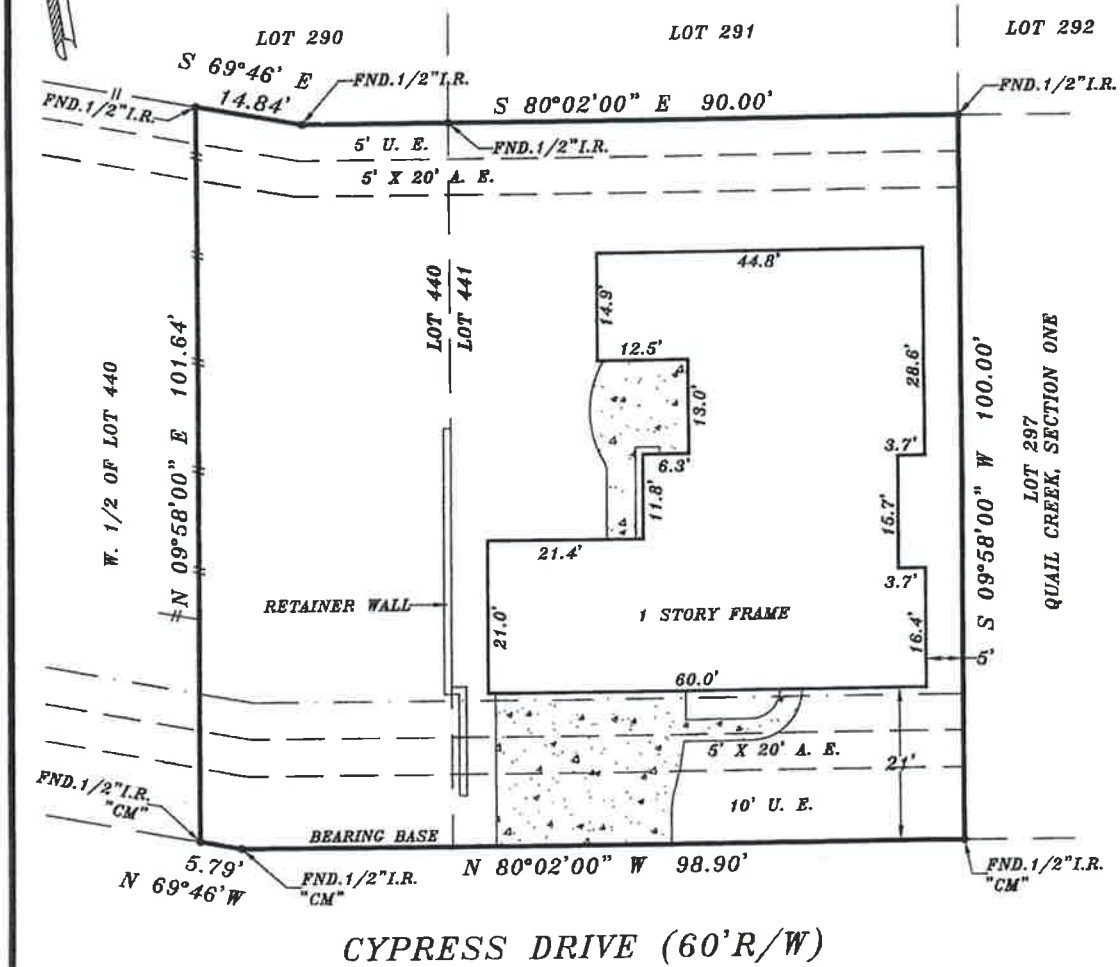 LOT 290
LOT 291
LOT 292
S 69°46' E
14.84'
FND.1/2"I.R.
FND.1/2"I.R.
S 80°02'00" E 90.00'
FND.1/2"I.R.
FND.1/2"I.R.
5' U. E.
5' X 20' A. E.
LOT 440
LOT 441
44.8'
14.9'
12.5'
13.0'
28.6'
3.7'
6.3'
11.8'
15.7'
21.4'
3.7'
W. 1/2 OF LOT 440
N 09°58'00" E 101.64'
S 09°58'00" W 100.00'
LOT 297
QUAIL CREEK, SECTION ONE
RETAINER WALL
21.0'
1 STORY FRAME
16.4'
5'
60.0'
5' X 20' A. E.
21'
10' U. E.
FND.1/2"I.R.
"CM"
BEARING BASE
5.79'
N 69°46'W
FND.1/2"I.R.
"CM"
N 80°02'00" W 98.90'
FND.1/2"I.R.
"CM"
CYPRESS DRIVE (60'R/W)